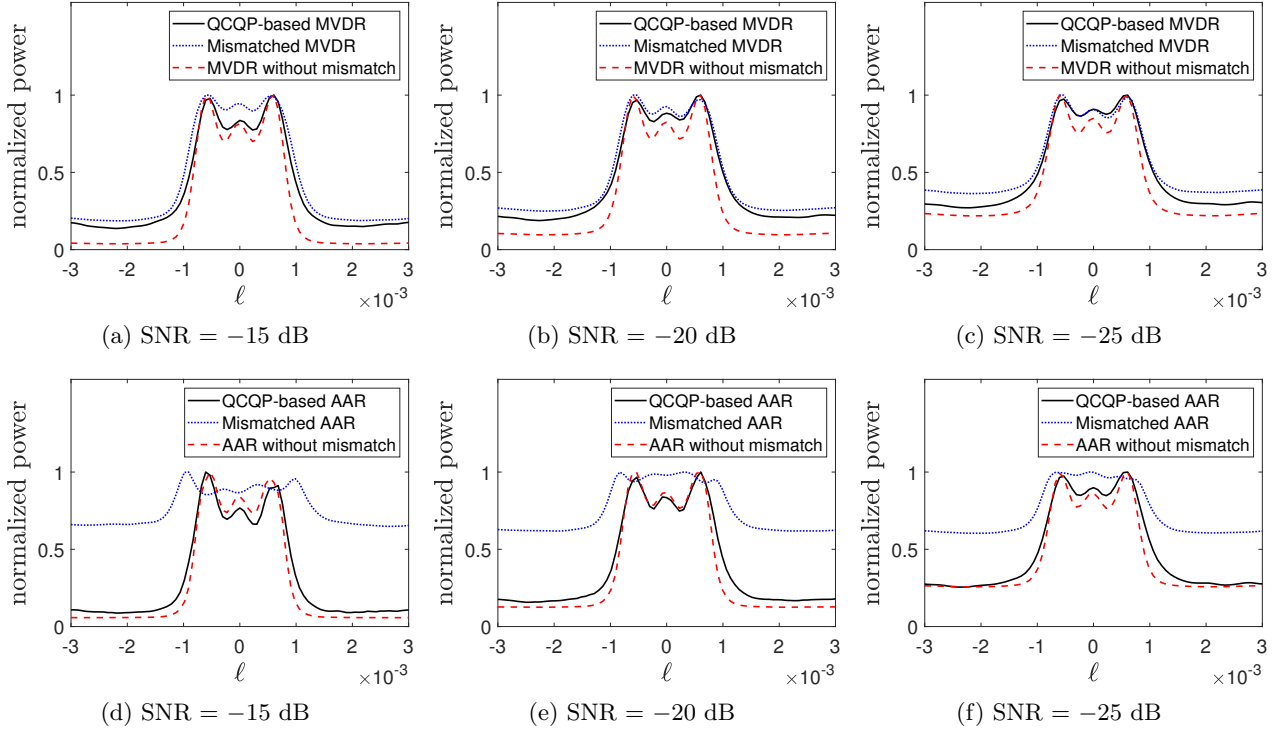 QCQP-based MVDR
Mismatched MVDR
MVDR without mismatch
normalized power
1
0.5
0
-3 -2 -1 0 1 2 3
ℓ ×10-3
(a) SNR = −15 dB
QCQP-based MVDR
Mismatched MVDR
MVDR without mismatch
normalized power
1
0.5
0
-3 -2 -1 0 1 2 3
ℓ ×10-3
(b) SNR = −20 dB
QCQP-based MVDR
Mismatched MVDR
MVDR without mismatch
normalized power
1
0.5
0
-3 -2 -1 0 1 2 3
ℓ ×10-3
(c) SNR = −25 dB
QCQP-based AAR
Mismatched AAR
AAR without mismatch
normalized power
1
0.5
0
-3 -2 -1 0 1 2 3
ℓ ×10-3
(d) SNR = −15 dB
QCQP-based AAR
Mismatched AAR
AAR without mismatch
normalized power
1
0.5
0
-3 -2 -1 0 1 2 3
ℓ ×10-3
(e) SNR = −20 dB
QCQP-based AAR
Mismatched AAR
AAR without mismatch
normalized power
1
0.5
0
-3 -2 -1 0 1 2 3
ℓ ×10-3
(f) SNR = −25 dB